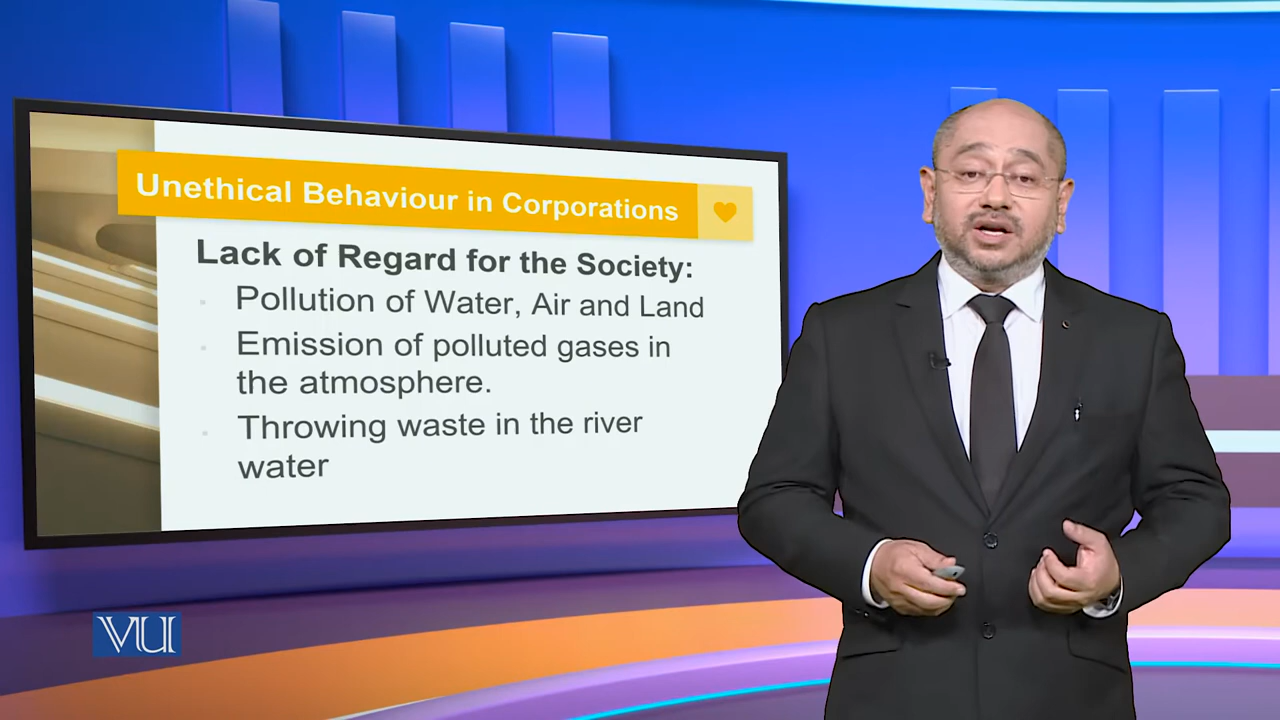 Unethical Behaviour in Corporations
Lack of Regard for the Society:
Pollution of Water, Air and Land
Emission of polluted gases in
the atmosphere.
Throwing waste in the river
water
VU